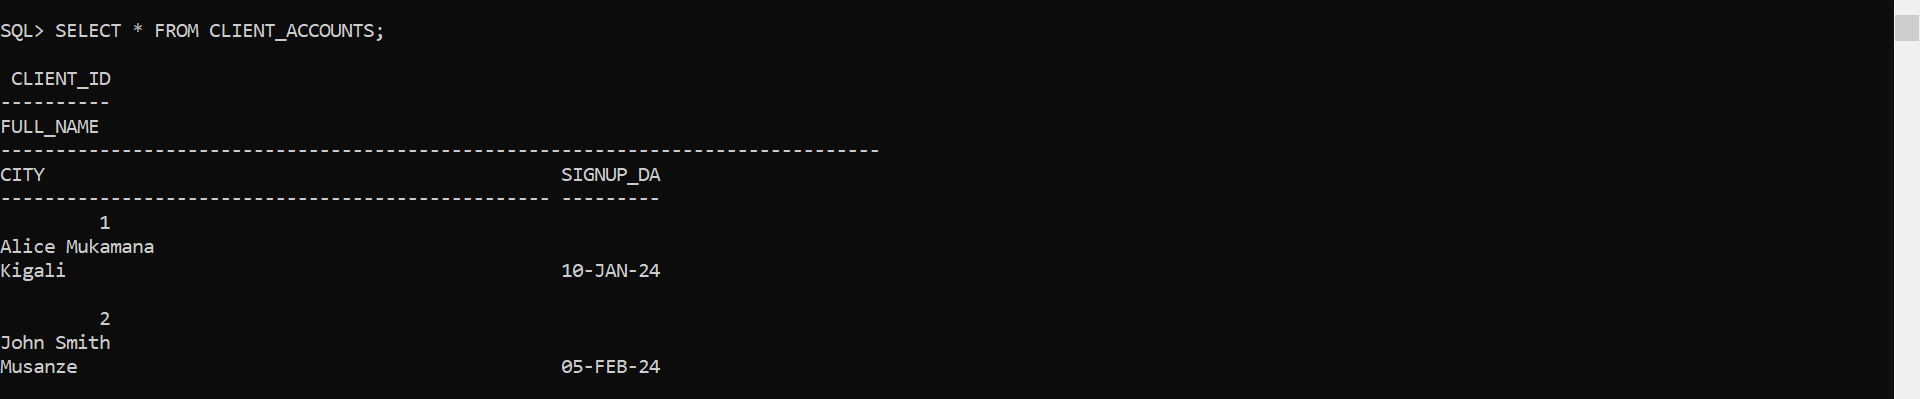 SQL> SELECT * FROM CLIENT_ACCOUNTS;
 CLIENT_ID
----------
FULL_NAME
--------------------------------------------------------------------------------
CITY                                               SIGNUP_DA
-------------------------------------------------- ---------
         1
Alice Mukamana
Kigali                                             10-JAN-24
         2
John Smith
Musanze                                            05-FEB-24